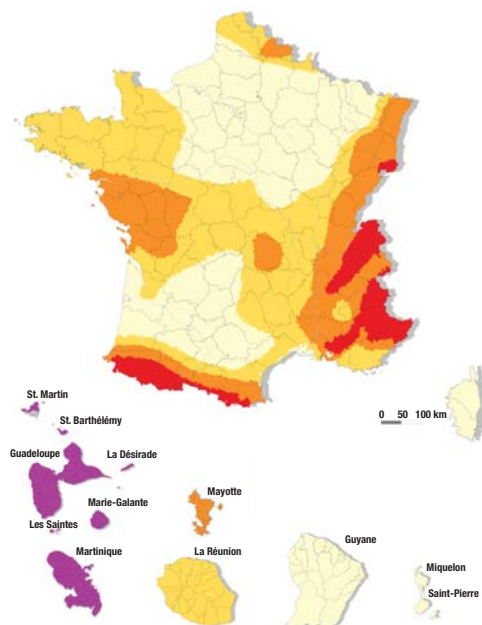 0 50 100 km
St. Martin
St. Barthélémy
Guadeloupe
La Désirade
Marie-Galante
Les Saintes
Martinique
Mayotte
La Réunion
Guyane
Miquelon
Saint-Pierre